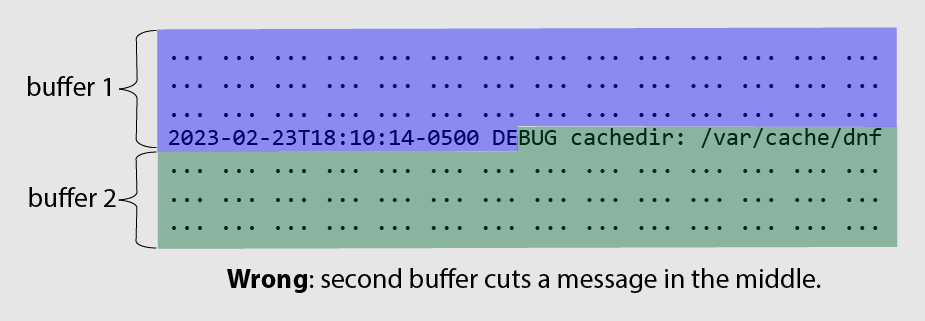 buffer 1
... ... ... ... ... ... ... ... ... ... ... ... ... ...
... ... ... ... ... ... ... ... ... ... ... ... ... ...
... ... ... ... ... ... ... ... ... ... ... ... ... ...
2023-02-23T18:10:14-0500 DEBUG cachedir: /var/cache/dnf
buffer 2
... ... ... ... ... ... ... ... ... ... ... ... ... ...
... ... ... ... ... ... ... ... ... ... ... ... ... ...
... ... ... ... ... ... ... ... ... ... ... ... ... ...
Wrong: second buffer cuts a message in the middle.